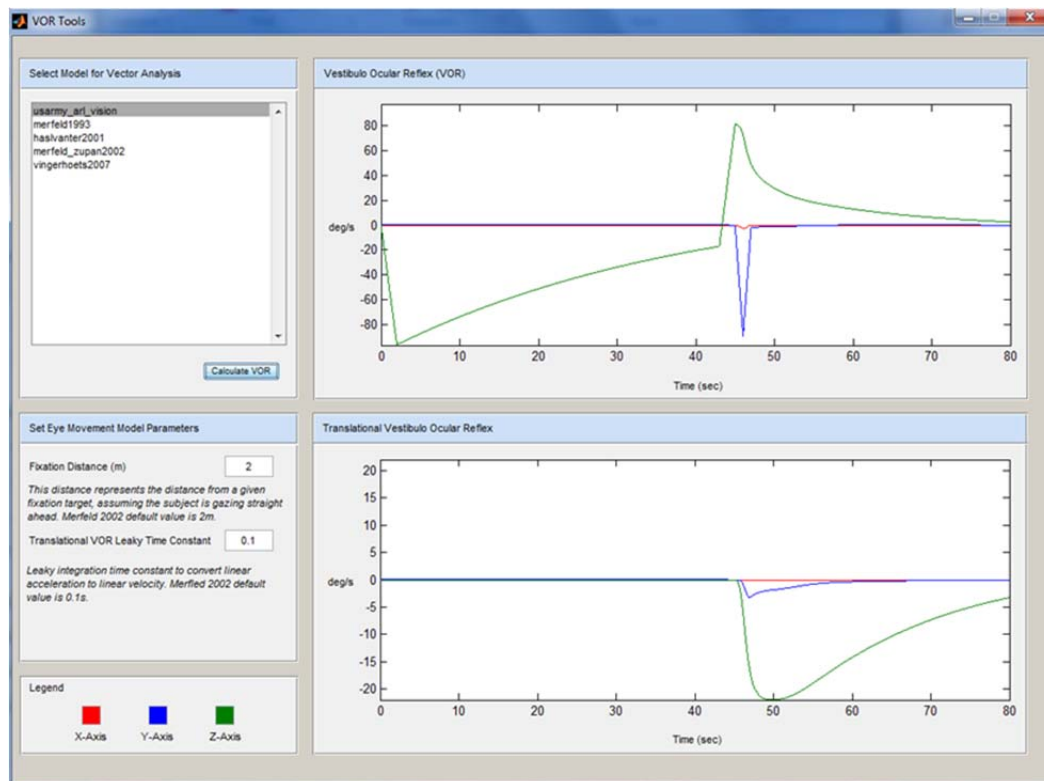 VOR Tools
Select Model for Vector Analysis
usarmy_arl_vision
merfeld1993
haslvanter2001
merfeld_zupan2002
vingerhoets2007
Calculate VOR
Set Eye Movement Model Parameters
Fixation Distance (m) 2
This distance represents the distance from a given
fixation target, assuming the subject is gazing straight
ahead. Merfeld 2002 default value is 2m.
Translational VOR Leaky Time Constant 0.1
Leaky integration time constant to convert linear
acceleration to linear velocity. Merfled 2002 default
value is 0.1s.
Legend
X-Axis Y-Axis Z-Axis
Vestibulo Ocular Reflex (VOR)
80
60
40
20
deg/s 0
-20
-40
-60
-80
0 10 20 30 40 50 60 70 80
Time (sec)
Translational Vestibulo Ocular Reflex
20
15
10
5
deg/s 0
-5
-10
-15
-20
0 10 20 30 40 50 60 70 80
Time (sec)